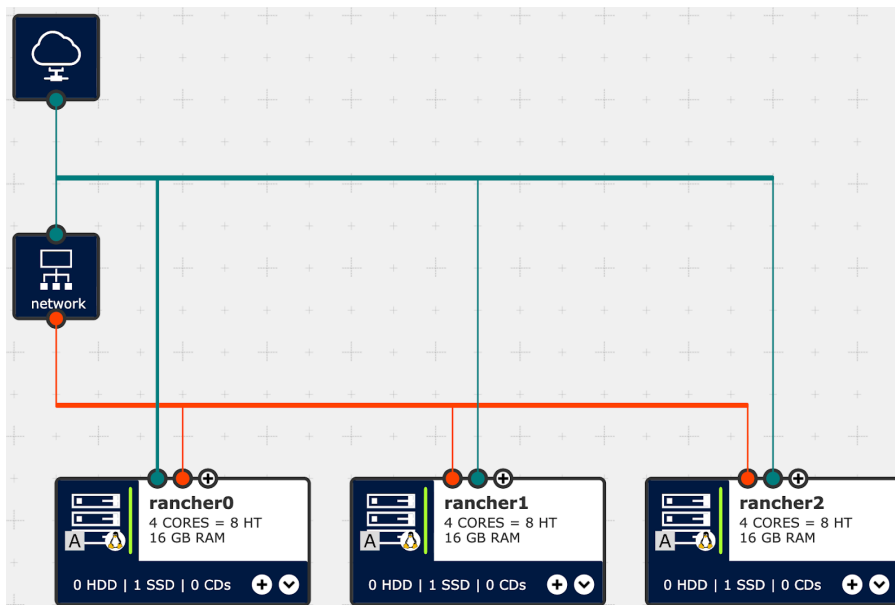 network
rancher0
4 CORES = 8 HT
16 GB RAM
A
0 HDD | 1 SSD | 0 CDs
rancher1
4 CORES = 8 HT
16 GB RAM
A
0 HDD | 1 SSD | 0 CDs
rancher2
4 CORES = 8 HT
16 GB RAM
A
0 HDD | 1 SSD | 0 CDs